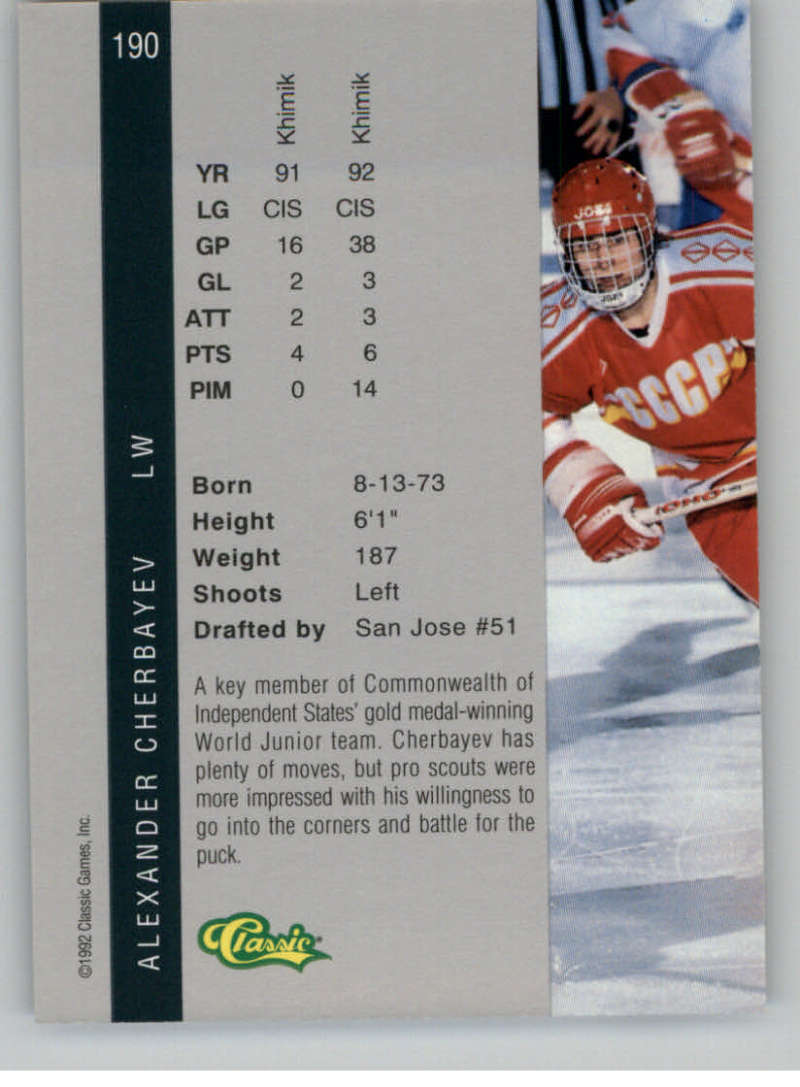 190
Khimik Khimik
YR 91 92
LG CIS CIS
GP 16 38
GL 2 3
ATT 2 3
PTS 4 6
PIM 0 14
ALEXANDER CHERBAYEV LW
Born 8-13-73
Height 6'1"
Weight 187
Shoots Left
Drafted by San Jose #51
A key member of Commonwealth of
Independent States' gold medal-winning
World Junior team. Cherbayev has
plenty of moves, but pro scouts were
more impressed with his willingness to
go into the corners and battle for the
puck.
Classic
©1992 Classic Games, Inc.
JOFA
JOFA
CCCP
KOHO